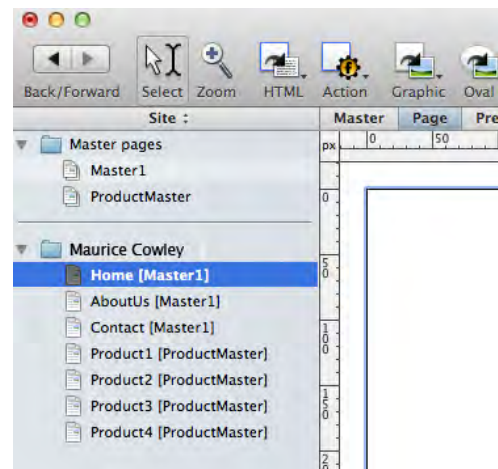 Back/Forward Select Zoom HTML Action Graphic Oval
Site :
Master Page Pre
Master pages
Master1
ProductMaster
Maurice Cowley
Home [Master1]
AboutUs [Master1]
Contact [Master1]
Product1 [ProductMaster]
Product2 [ProductMaster]
Product3 [ProductMaster]
Product4 [ProductMaster]
px 0 50
0
50
100
150
2